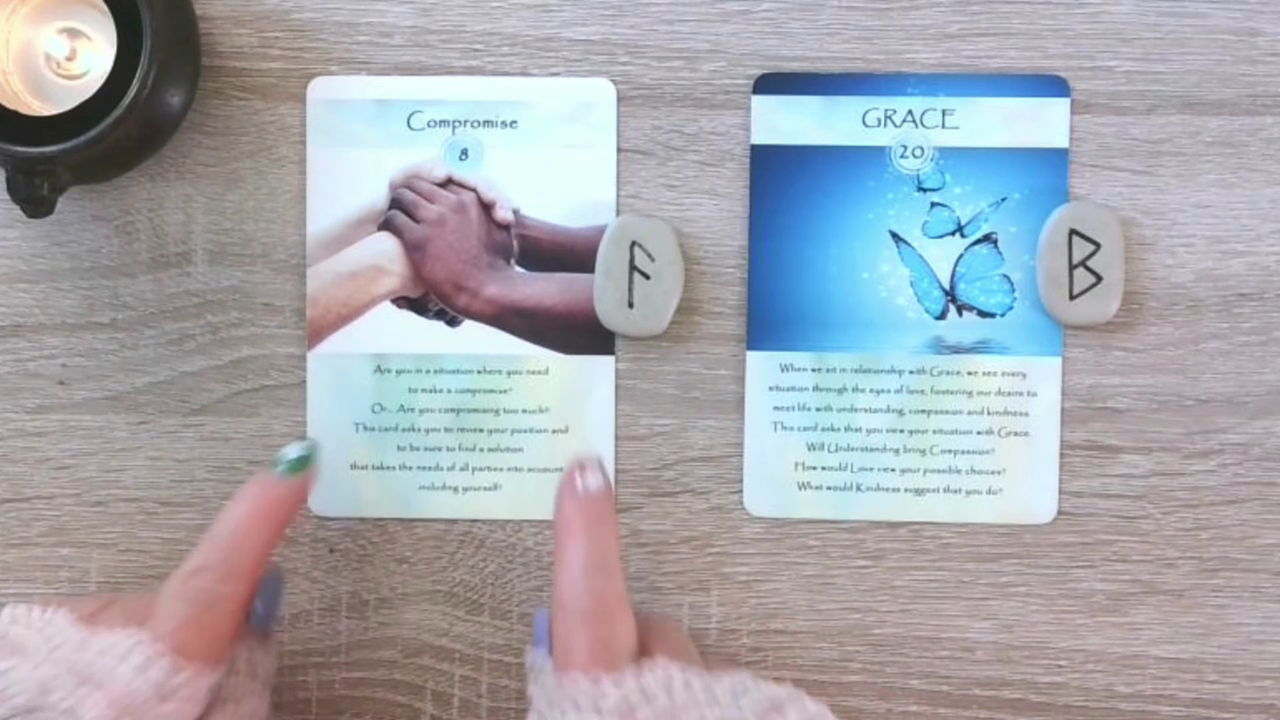 Compromise
8
Are you in a situation where you need
to make a compromise?
Or... Are you compromising too much?
This card asks you to review your position and
to be sure to find a solution
that takes the needs of all parties into account
including yourself!
ᚨ
GRACE
20
When we sit in relationship with Grace, we see every
situation through the eyes of love, fostering our desire to
meet life with understanding, compassion and kindness.
This card asks that you view your situation with Grace.
Will Understanding bring Compassion?
How would Love view your possible choices?
What would Kindness suggest that you do?
ᛒ